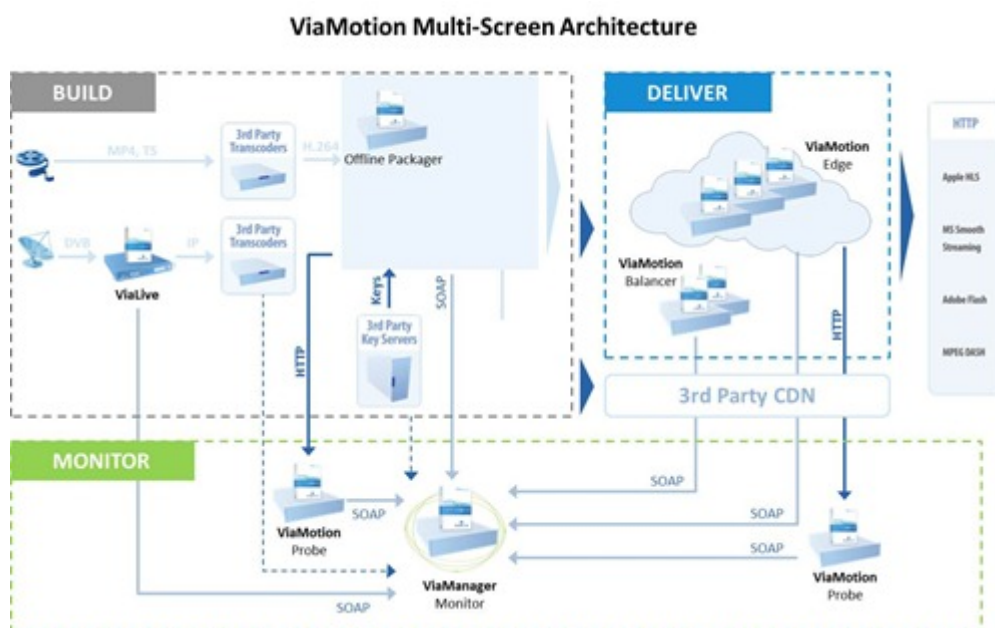 ViaMotion Multi-Screen Architecture
BUILD
MP4, TS
3rd Party
Transcoders
H.264
Offline Packager
DVB
ViaLive
IP
3rd Party
Transcoders
HTTP
Keys
3rd Party
Key Servers
SOAP
DELIVER
ViaMotion
Edge
ViaMotion
Balancer
HTTP
3rd Party CDN
HTTP
Apple HLS
MS Smooth
Streaming
Adobe Flash
MPEG DASH
MONITOR
ViaMotion
Probe
SOAP
ViaManager
Monitor
SOAP
SOAP
SOAP
SOAP
ViaMotion
Probe